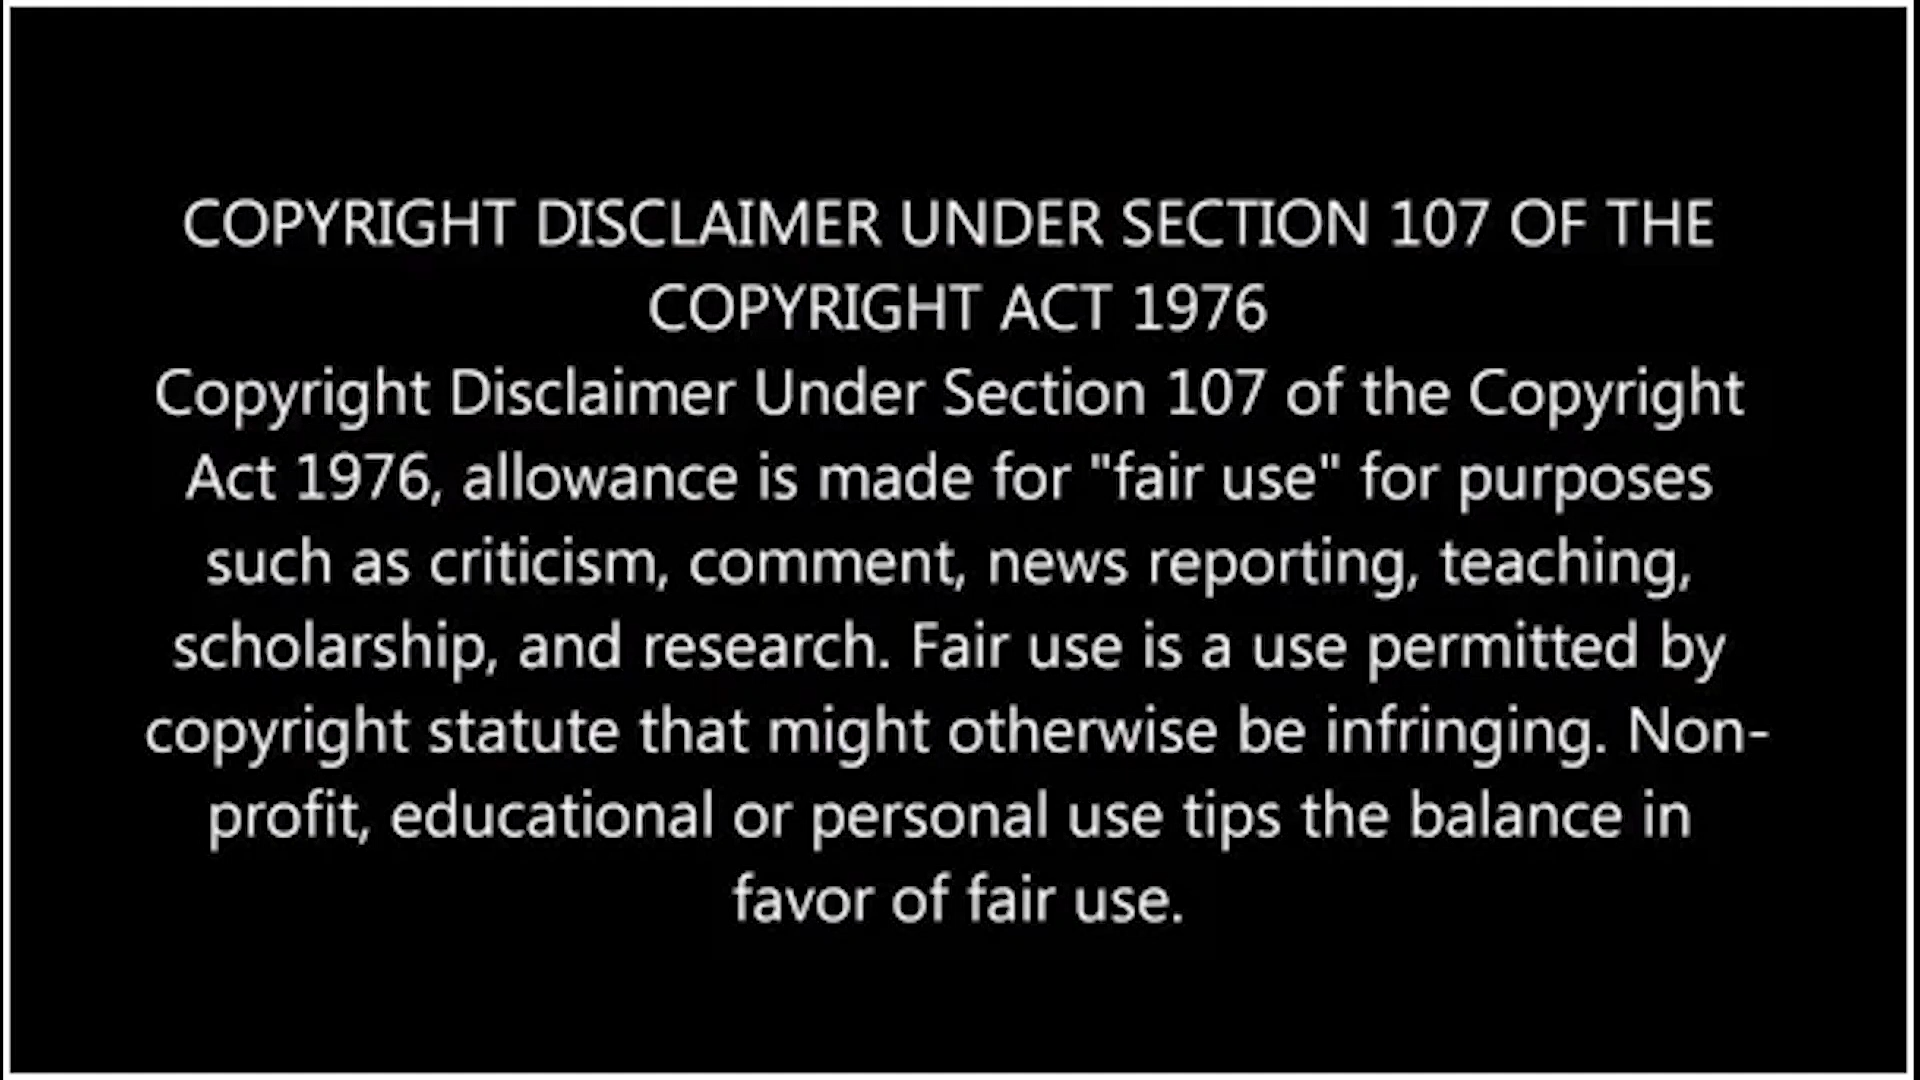 COPYRIGHT DISCLAIMER UNDER SECTION 107 OF THE
COPYRIGHT ACT 1976
Copyright Disclaimer Under Section 107 of the Copyright
Act 1976, allowance is made for "fair use" for purposes
such as criticism, comment, news reporting, teaching,
scholarship, and research. Fair use is a use permitted by
copyright statute that might otherwise be infringing. Non-
profit, educational or personal use tips the balance in
favor of fair use.